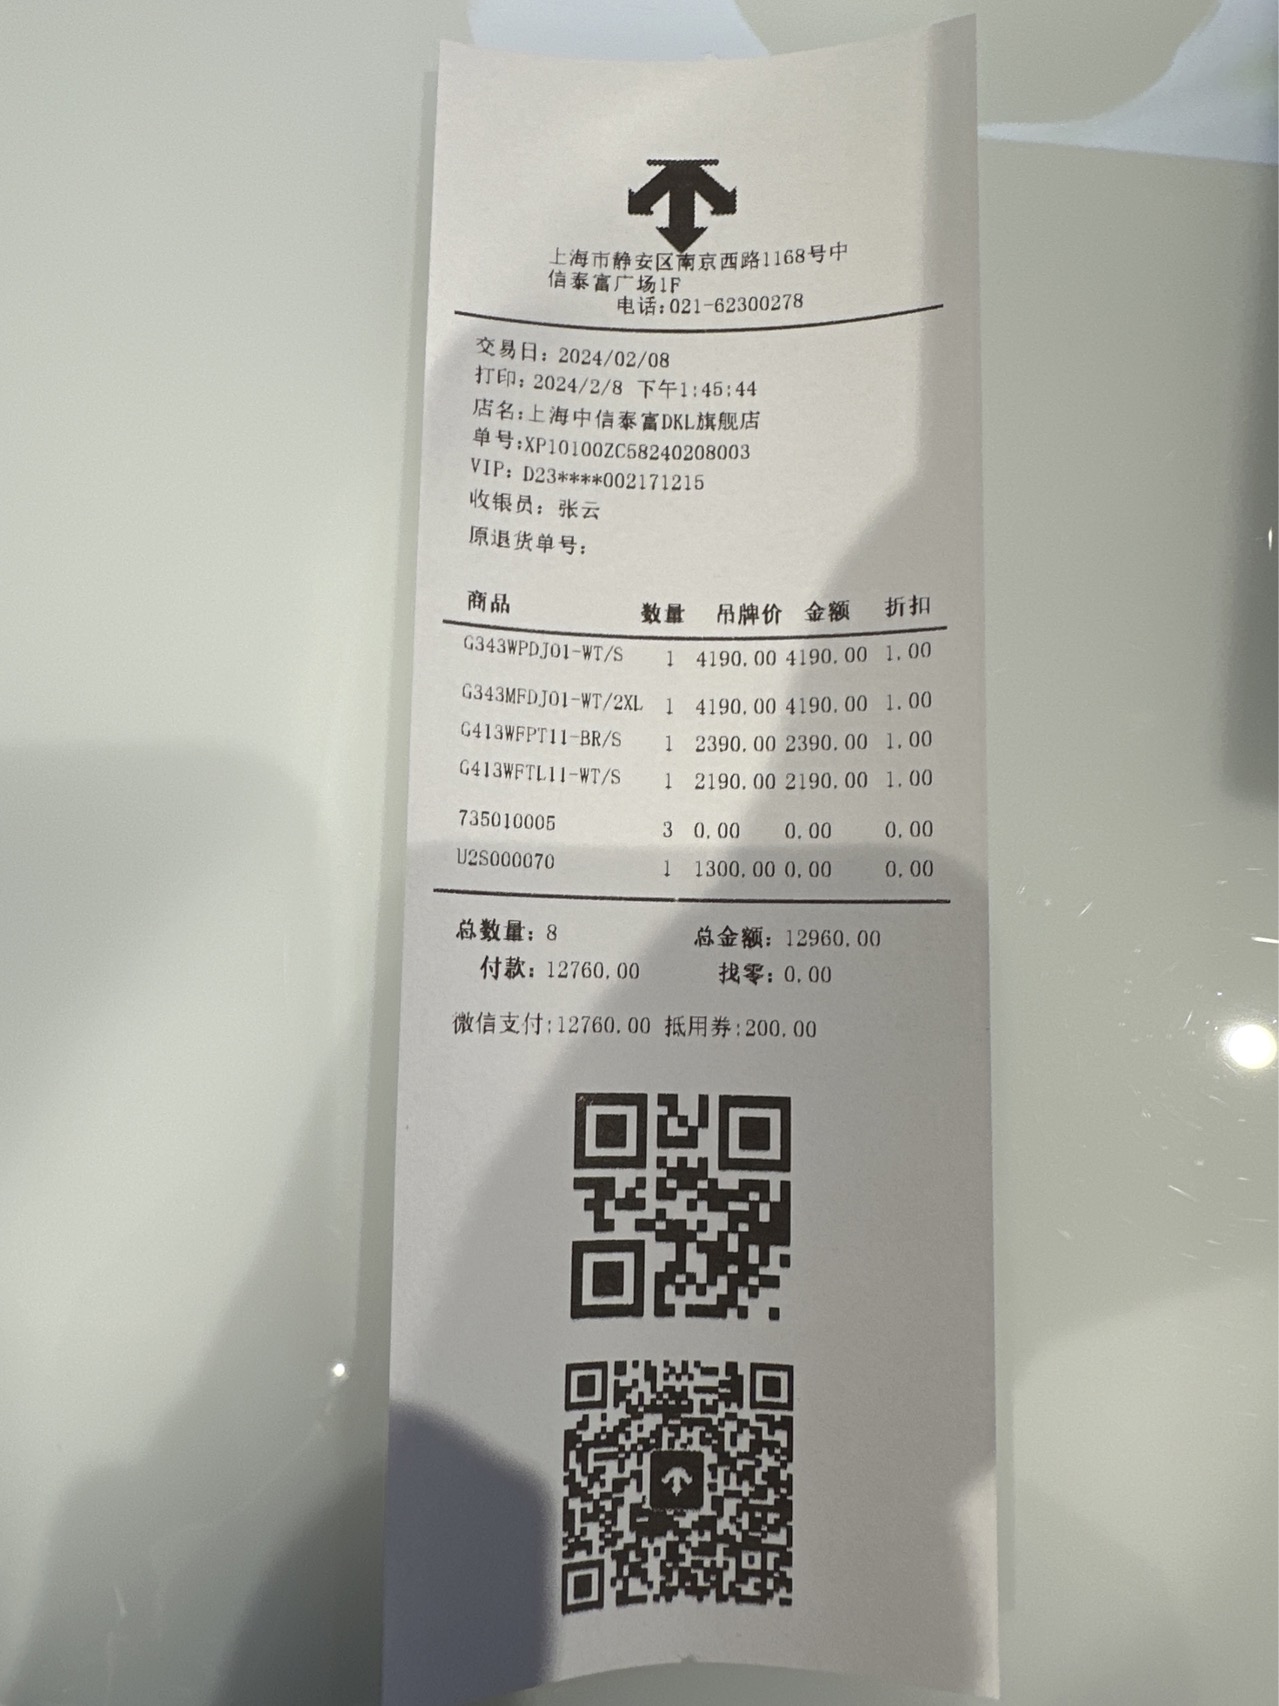 上海市静安区南京西路1168号中
信泰富广场1F
电话:021-62300278
交易日: 2024/02/08
打印: 2024/2/8 下午1:45:44
店名:上海中信泰富DKL旗舰店
单号:XP10100ZC58240208003
VIP: D23****002171215
收银员: 张云
原退货单号:
商品 数量 吊牌价 金额 折扣
G343WPDJ01-WT/S 1 4190.00 4190.00 1.00
G343MFDJ01-WT/2XL 1 4190.00 4190.00 1.00
G413WFPT11-BR/S 1 2390.00 2390.00 1.00
G413WFTL11-WT/S 1 2190.00 2190.00 1.00
735010005 3 0.00 0.00 0.00
U2S000070 1 1300.00 0.00 0.00
总数量: 8 总金额: 12960.00
付款: 12760.00 找零: 0.00
微信支付:12760.00 抵用券:200.00